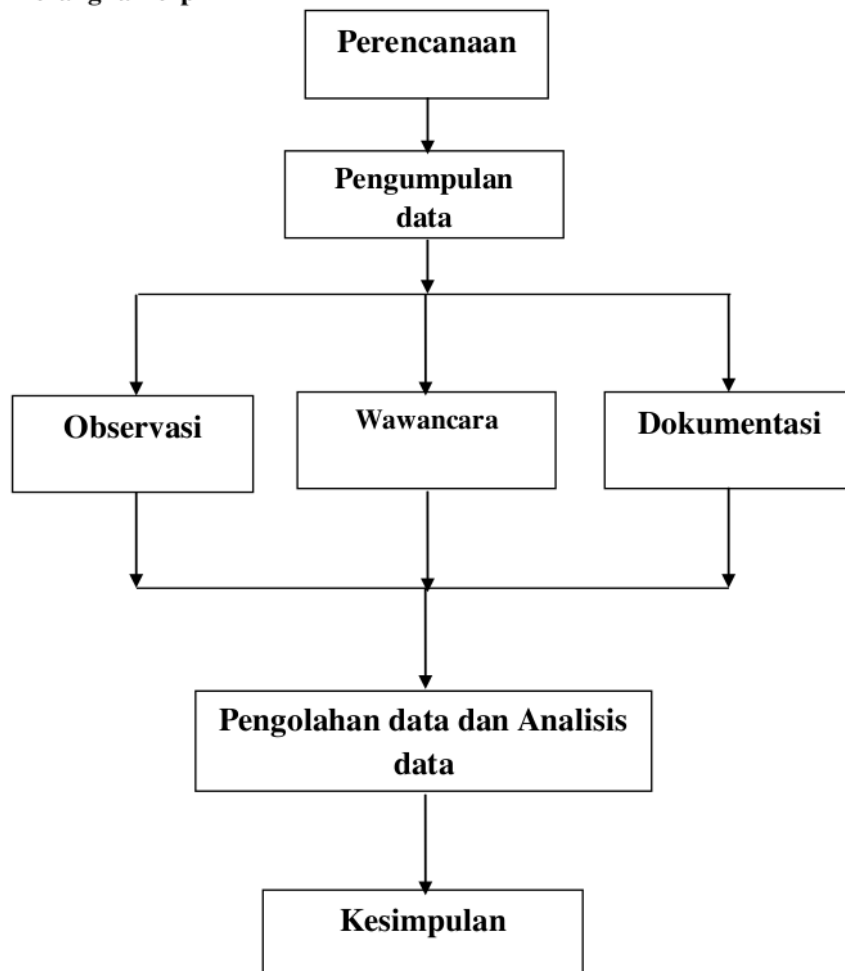 Perencanaan
Pengumpulan
data
Observasi
Wawancara
Dokumentasi
Pengolahan data dan Analisis
data
Kesimpulan